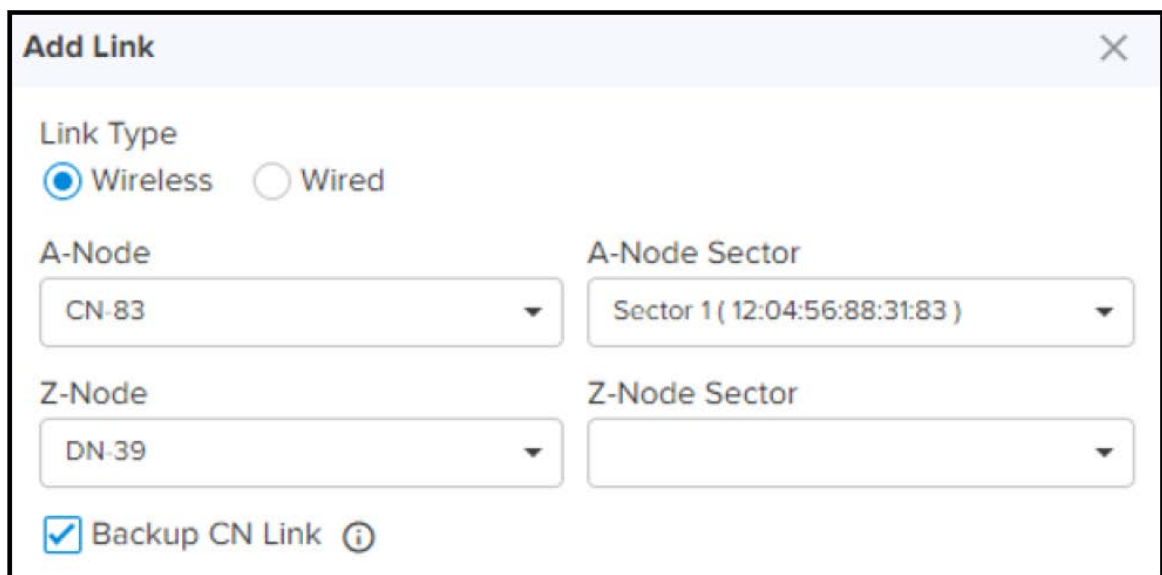 Add Link
Link Type
Wireless Wired
A-Node A-Node Sector
CN-83 Sector 1 ( 12:04:56:88:31:83 )
Z-Node Z-Node Sector
DN-39
Backup CN Link